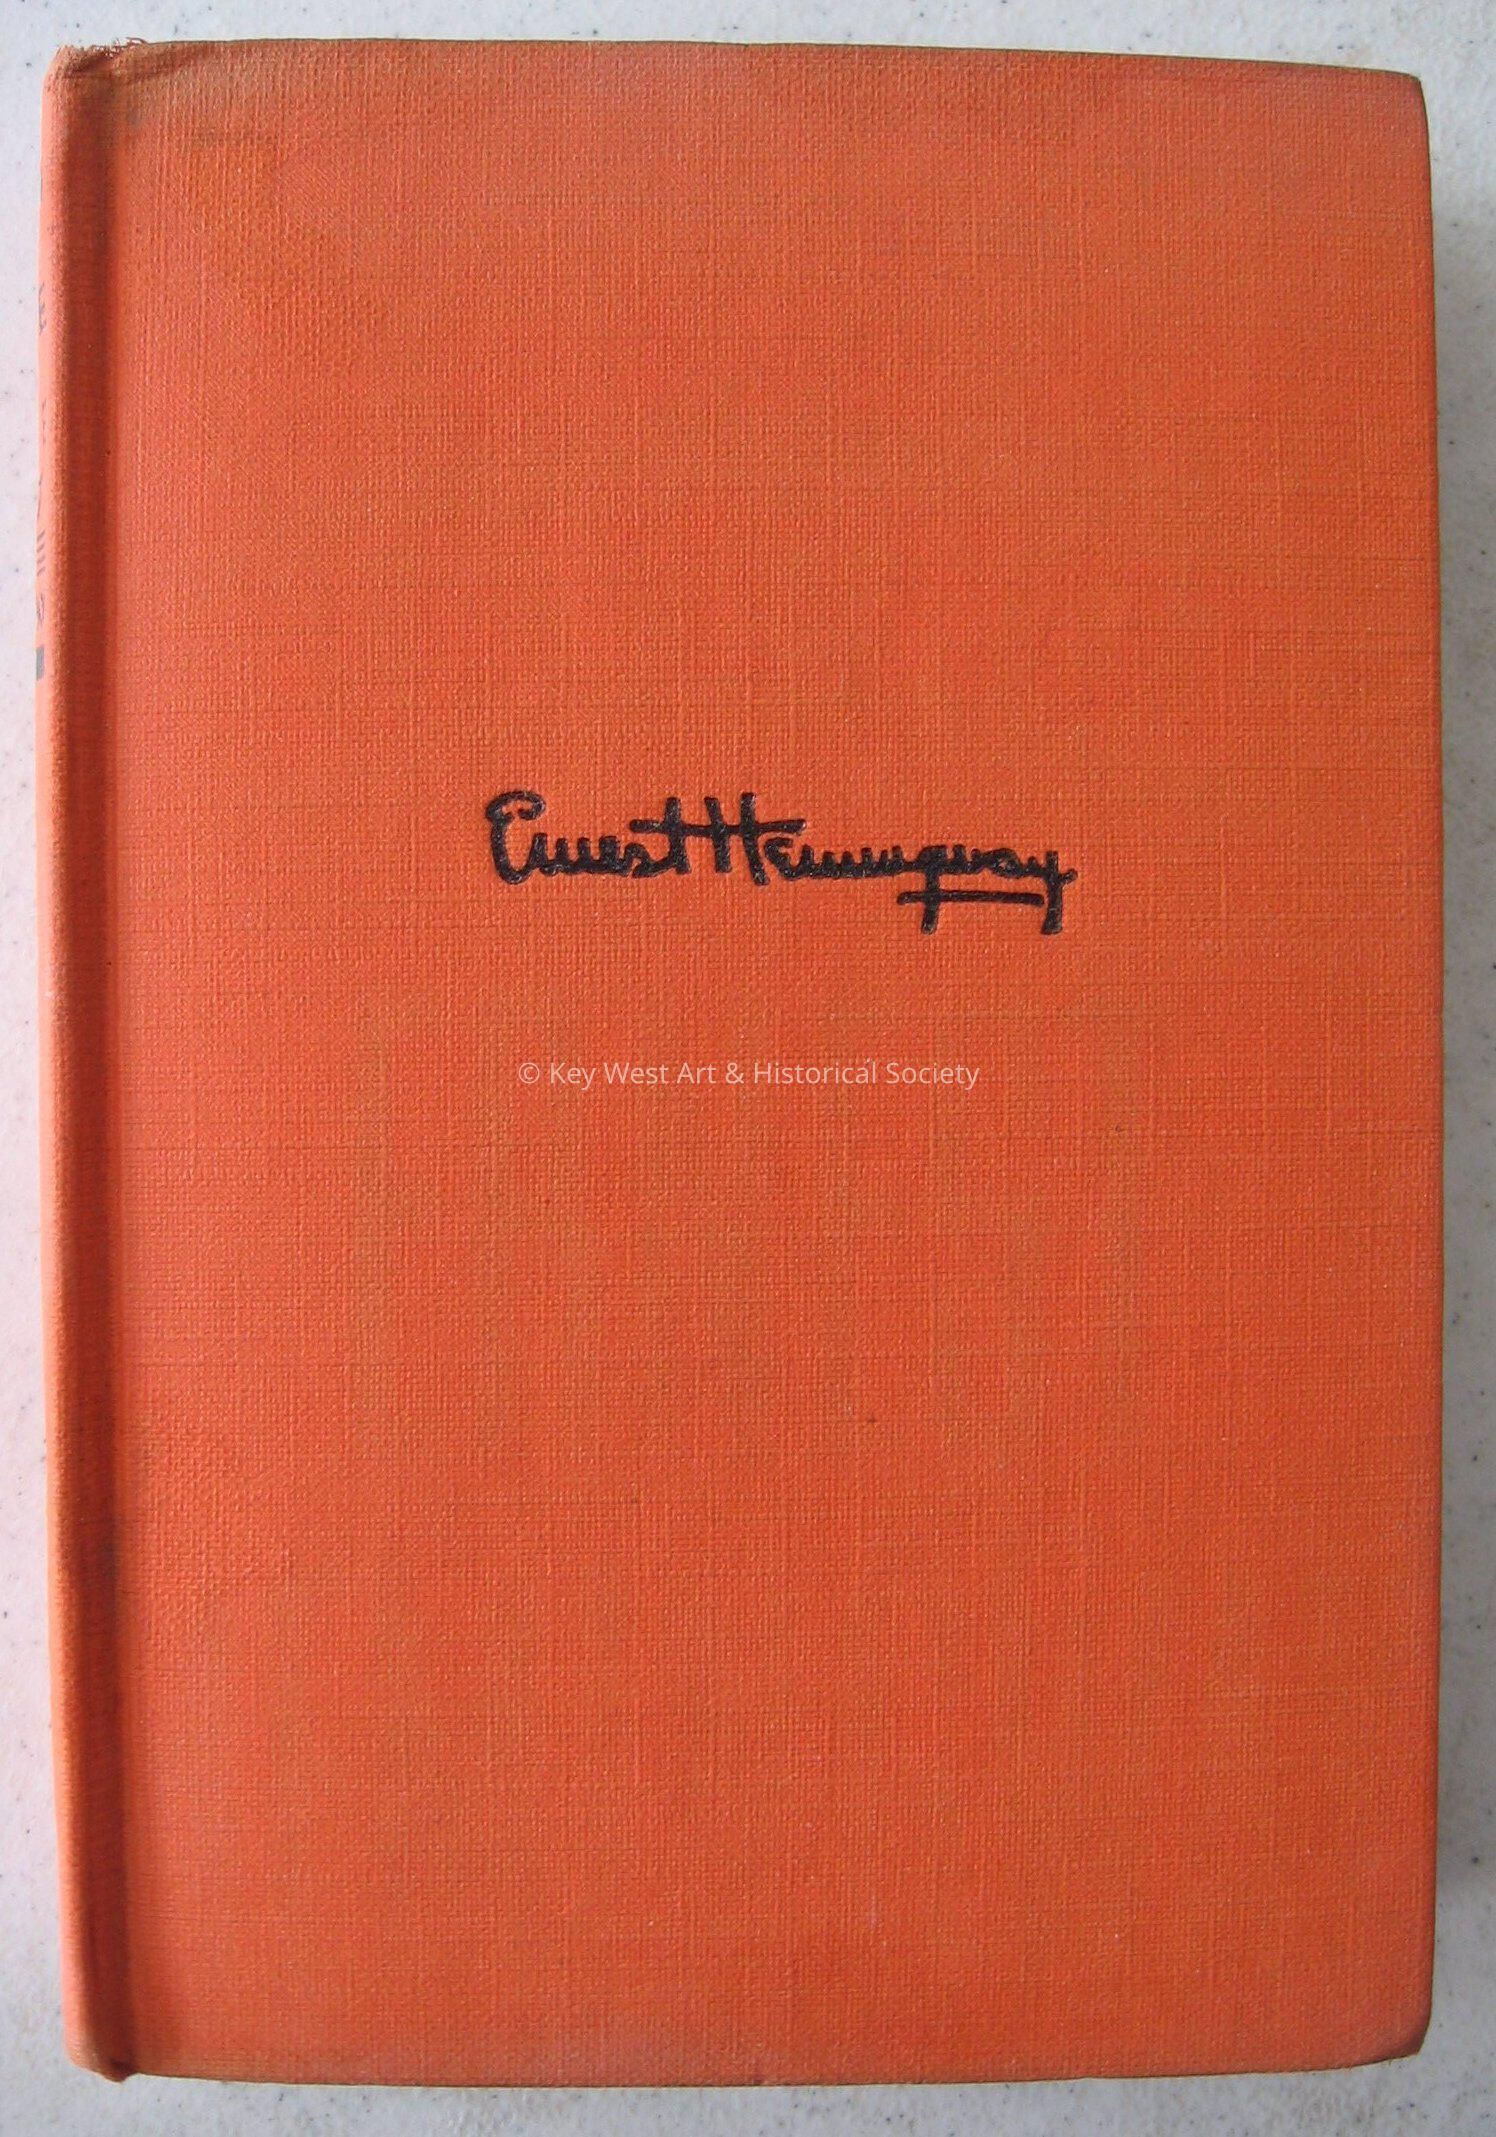 Ernest Hemingway
© Key West Art & Historical Society